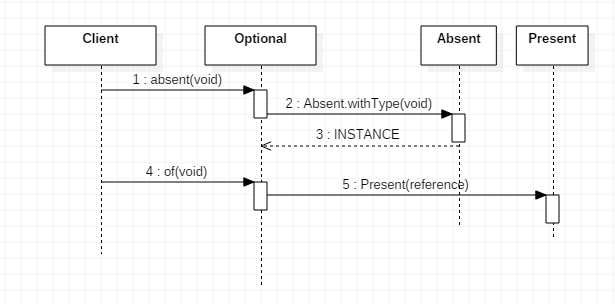 Client
Optional
Absent
Present
1 : absent(void)
2 : Absent.withType(void)
3 : INSTANCE
4 : of(void)
5 : Present(reference)